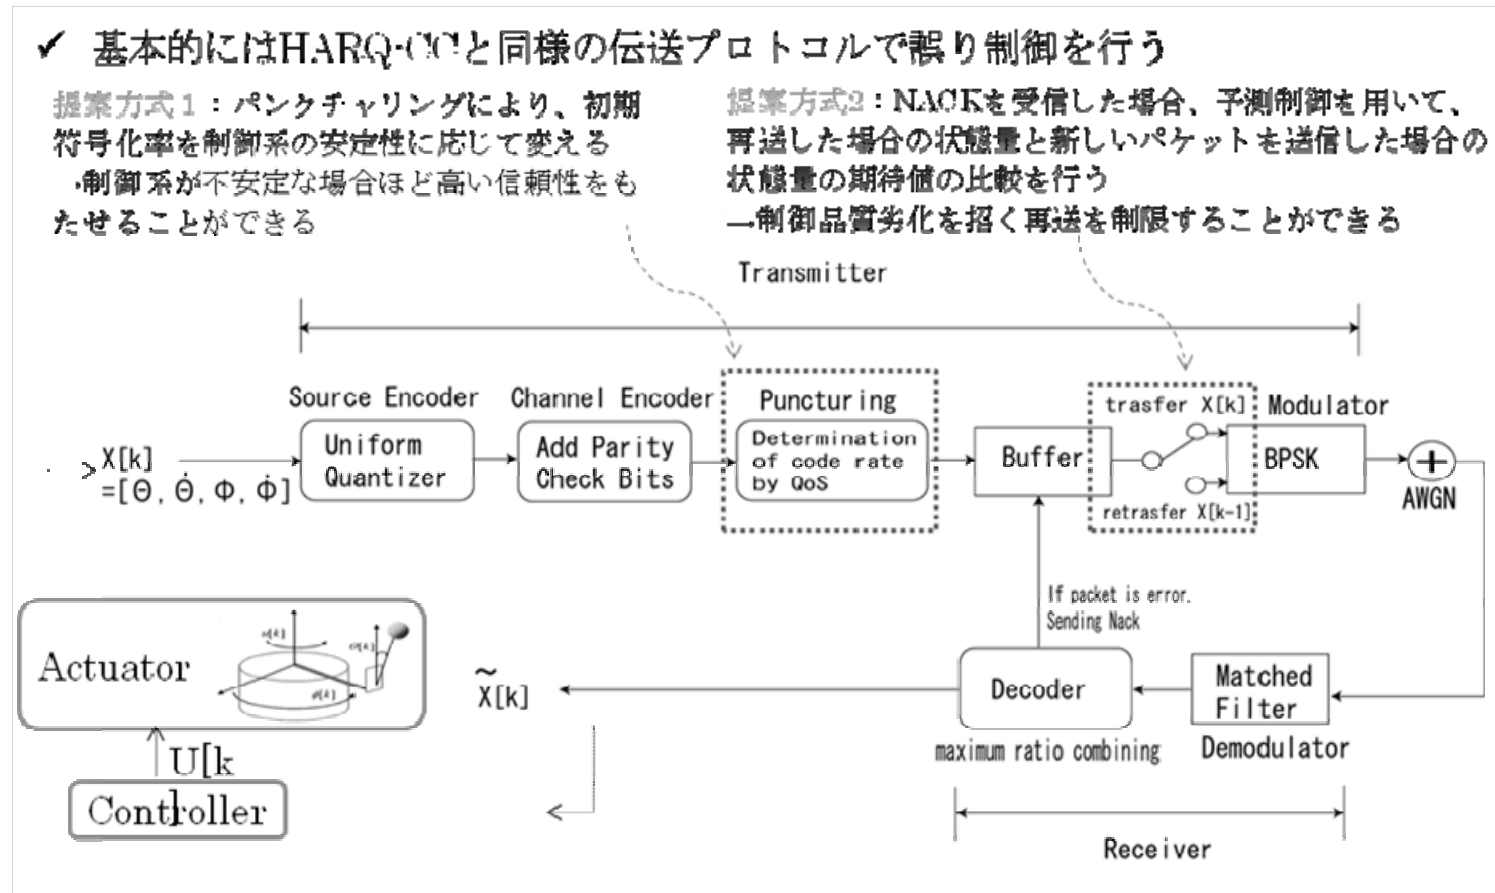 ✓ 基本的にはHARQ-CCと同様の伝送プロトコルで誤り制御を行う
提案方式1：パンクチャリングにより、初期
符号化率を制御系の安定性に応じて変える
→制御系が不安定な場合ほど高い信頼性をも
たせることができる
提案方式2：NACKを受信した場合、予測制御を用いて、
再送した場合の状態量と新しいパケットを送信した場合の
状態量の期待値の比較を行う
→制御品質劣化を招く再送を制限することができる
Transmitter
Source Encoder
Channel Encoder
Puncturing
trasfer X[k]
Modulator
X[k]
=[Θ, Θ̇, Φ, Φ̇]
Uniform
Quantizer
Add Parity
Check Bits
Determination
of code rate
by QoS
Buffer
BPSK
+
AWGN
retrasfer X[k-1]
If packet is error.
Sending Nack
Actuator
u[k]
Θ[k]
φ[k]
X̃[k]
Decoder
Matched
Filter
maximum ratio combining
Demodulator
U[k
]
Controller
Receiver